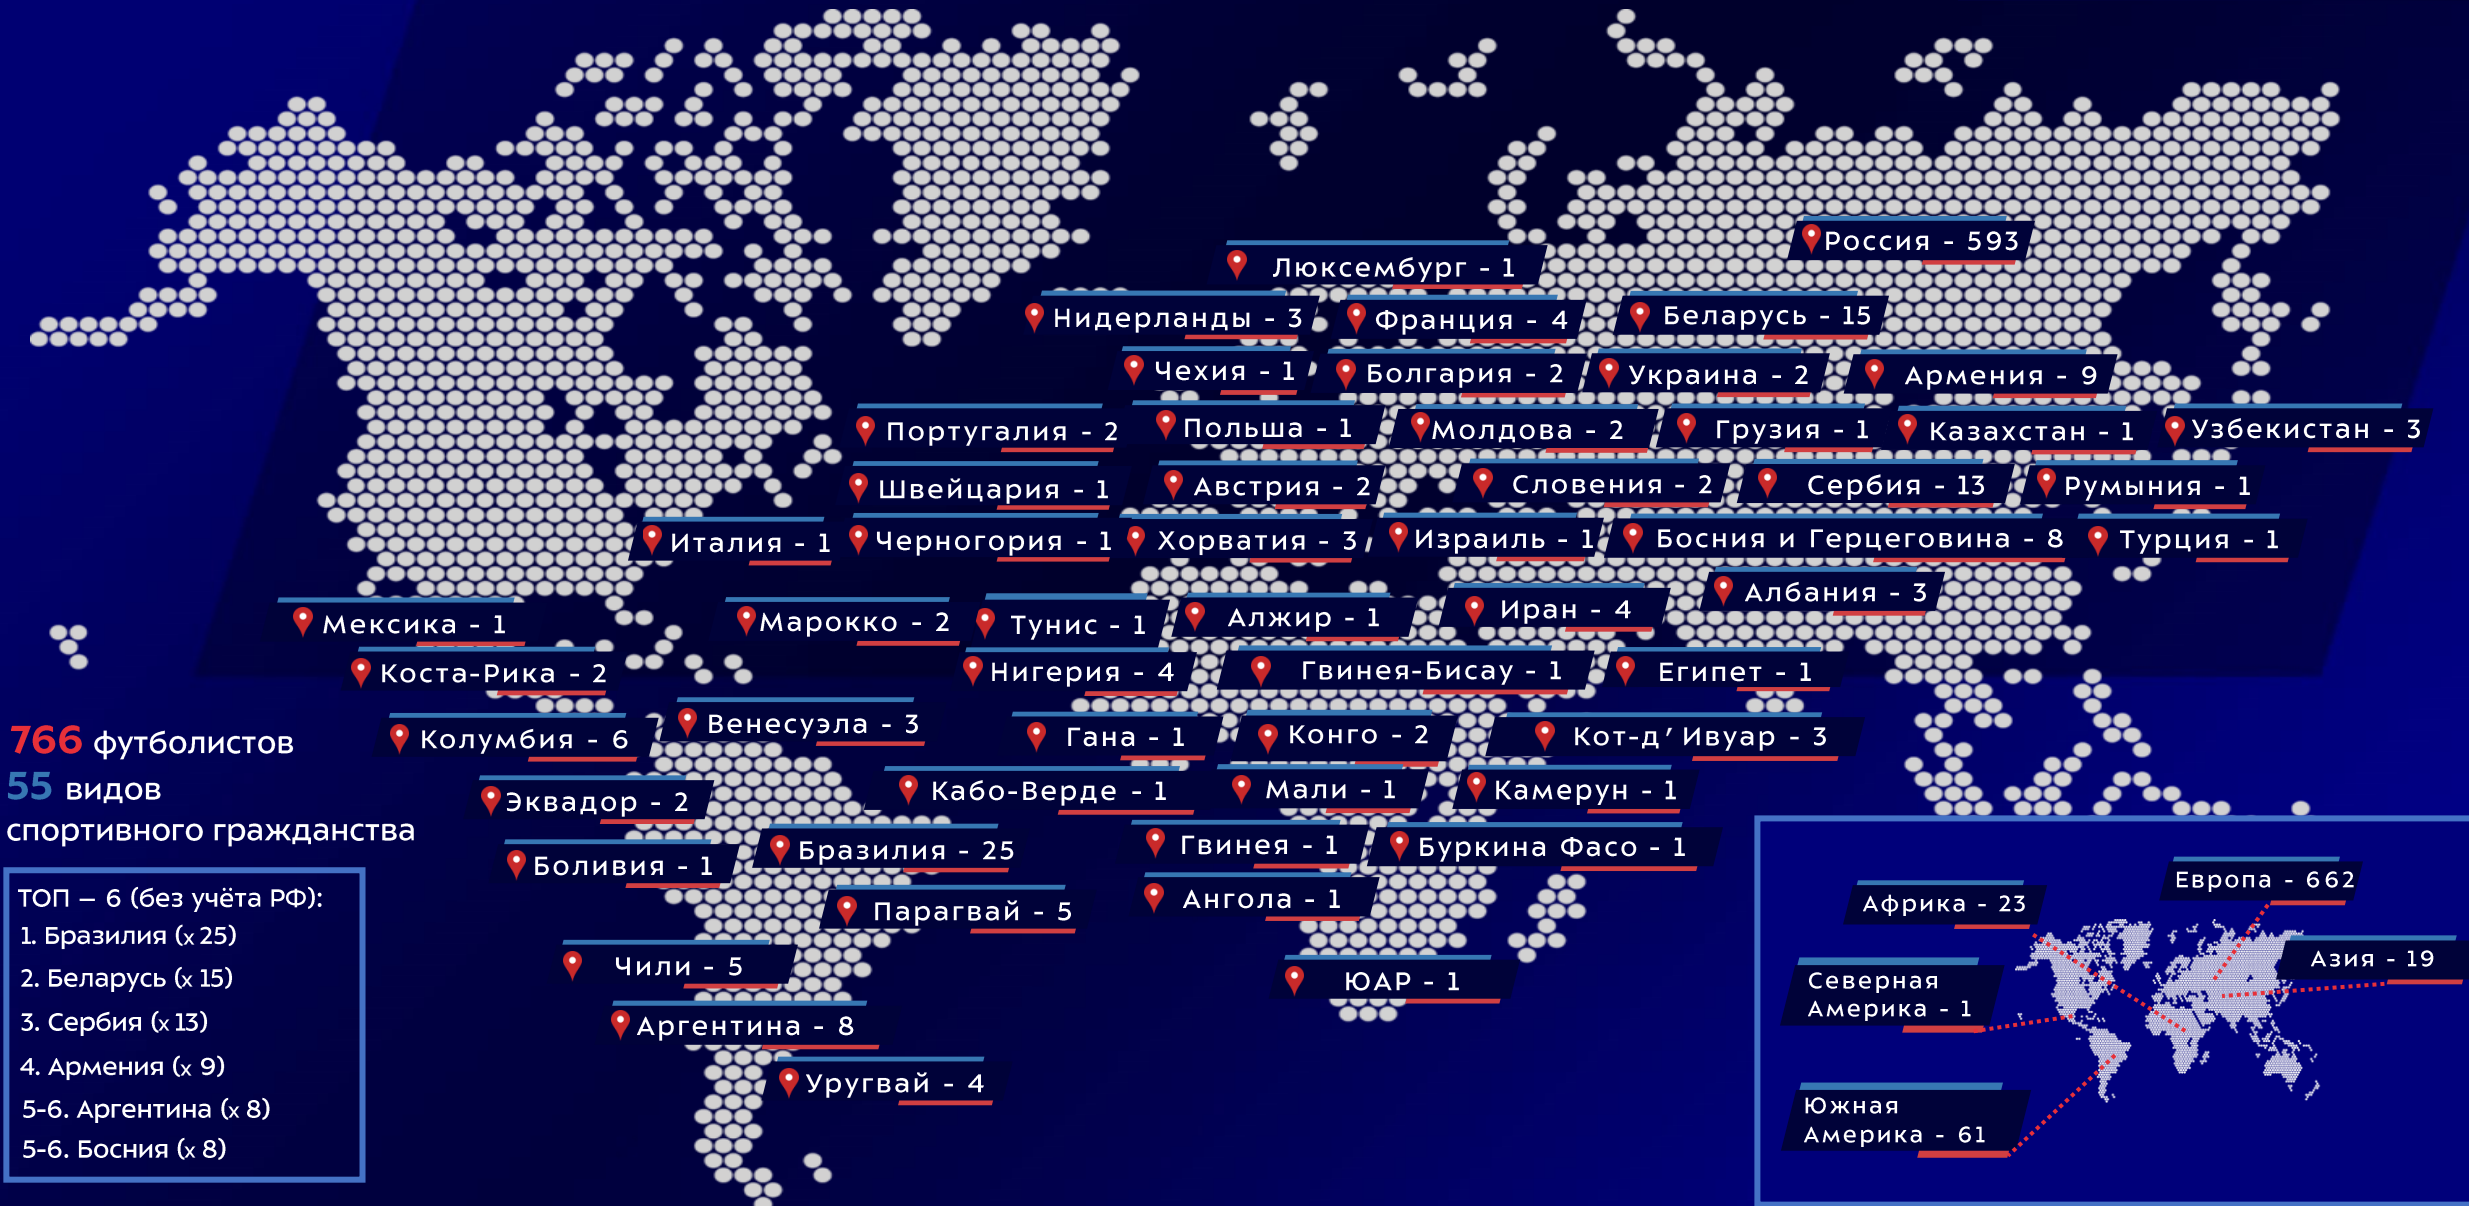 Россия - 593
Люксембург - 1
Нидерланды - 3
Франция - 4
Беларусь - 15
Чехия - 1
Болгария - 2
Украина - 2
Армения - 9
Португалия - 2
Польша - 1
Молдова - 2
Грузия - 1
Казахстан - 1
Узбекистан - 3
Швейцария - 1
Австрия - 2
Словения - 2
Сербия - 13
Румыния - 1
Италия - 1
Черногория - 1
Хорватия - 3
Израиль - 1
Босния и Герцеговина - 8
Турция - 1
Албания - 3
Мексика - 1
Марокко - 2
Тунис - 1
Алжир - 1
Иран - 4
Коста-Рика - 2
Нигерия - 4
Гвинея-Бисау - 1
Египет - 1
Колумбия - 6
Венесуэла - 3
Гана - 1
Конго - 2
Кот-д’Ивуар - 3
Эквадор - 2
Кабо-Верде - 1
Мали - 1
Камерун - 1
Боливия - 1
Бразилия - 25
Гвинея - 1
Буркина Фасо - 1
Парагвай - 5
Ангола - 1
Чили - 5
ЮАР - 1
Аргентина - 8
Уругвай - 4
766 футболистов
55 видов
спортивного гражданства
ТОП – 6 (без учёта РФ):
1. Бразилия (x 25)
2. Беларусь (x 15)
3. Сербия (x 13)
4. Армения (x 9)
5-6. Аргентина (x 8)
5-6. Босния (x 8)
Европа - 662
Африка - 23
Азия - 19
Северная
Америка - 1
Южная
Америка - 61